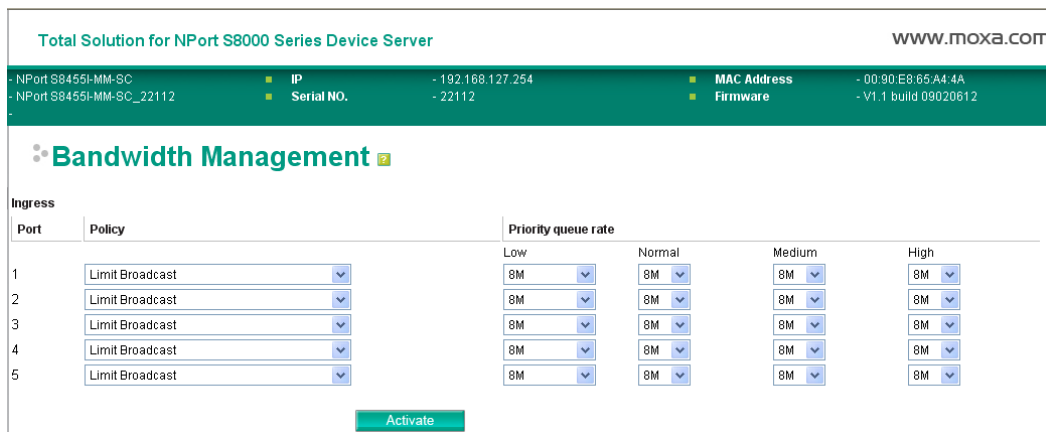 Total Solution for NPort S8000 Series Device Server
www.moxa.com
- NPort S8455I-MM-SC ▪ IP - 192.168.127.254 ▪ MAC Address - 00:90:E8:65:A4:4A
- NPort S8455I-MM-SC_22112 ▪ Serial NO. - 22112 ▪ Firmware - V1.1 build 09020612
-
Bandwidth Management ?
Ingress
Port Policy Priority queue rate
Low Normal Medium High
1 Limit Broadcast 8M 8M 8M 8M
2 Limit Broadcast 8M 8M 8M 8M
3 Limit Broadcast 8M 8M 8M 8M
4 Limit Broadcast 8M 8M 8M 8M
5 Limit Broadcast 8M 8M 8M 8M
Activate